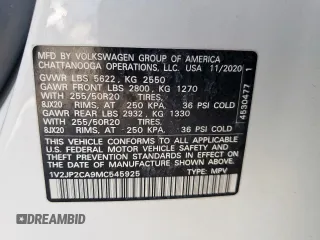 MFD BY VOLKSWAGEN GROUP OF AMERICA
CHATTANOOGA OPERATIONS, LLC. USA 11/2020
GVWR LBS 5622, KG 2550
GAWR FRONT LBS 2800, KG 1270
WITH 255/50R20 TIRES,
8JX20 RIMS, AT 250 KPA. 36 PSI COLD
GAWR REAR LBS 2932, KG 1330
WITH 255/50R20 TIRES,
8JX20 RIMS, AT 250 KPA, 36 PSI COLD
THIS VEHICLE CONFORMS TO ALL APPLICABLE
U.S. FEDERAL MOTOR VEHICLE SAFETY AND
THEFT PREVENTION STANDARDS IN EFFECT ON
THE DATE OF MANUFACTURE SHOWN ABOVE.
1V2JP2CA9MC545925 TYPE: MPV
4530477 1
1DVBID
STATVIN.COM